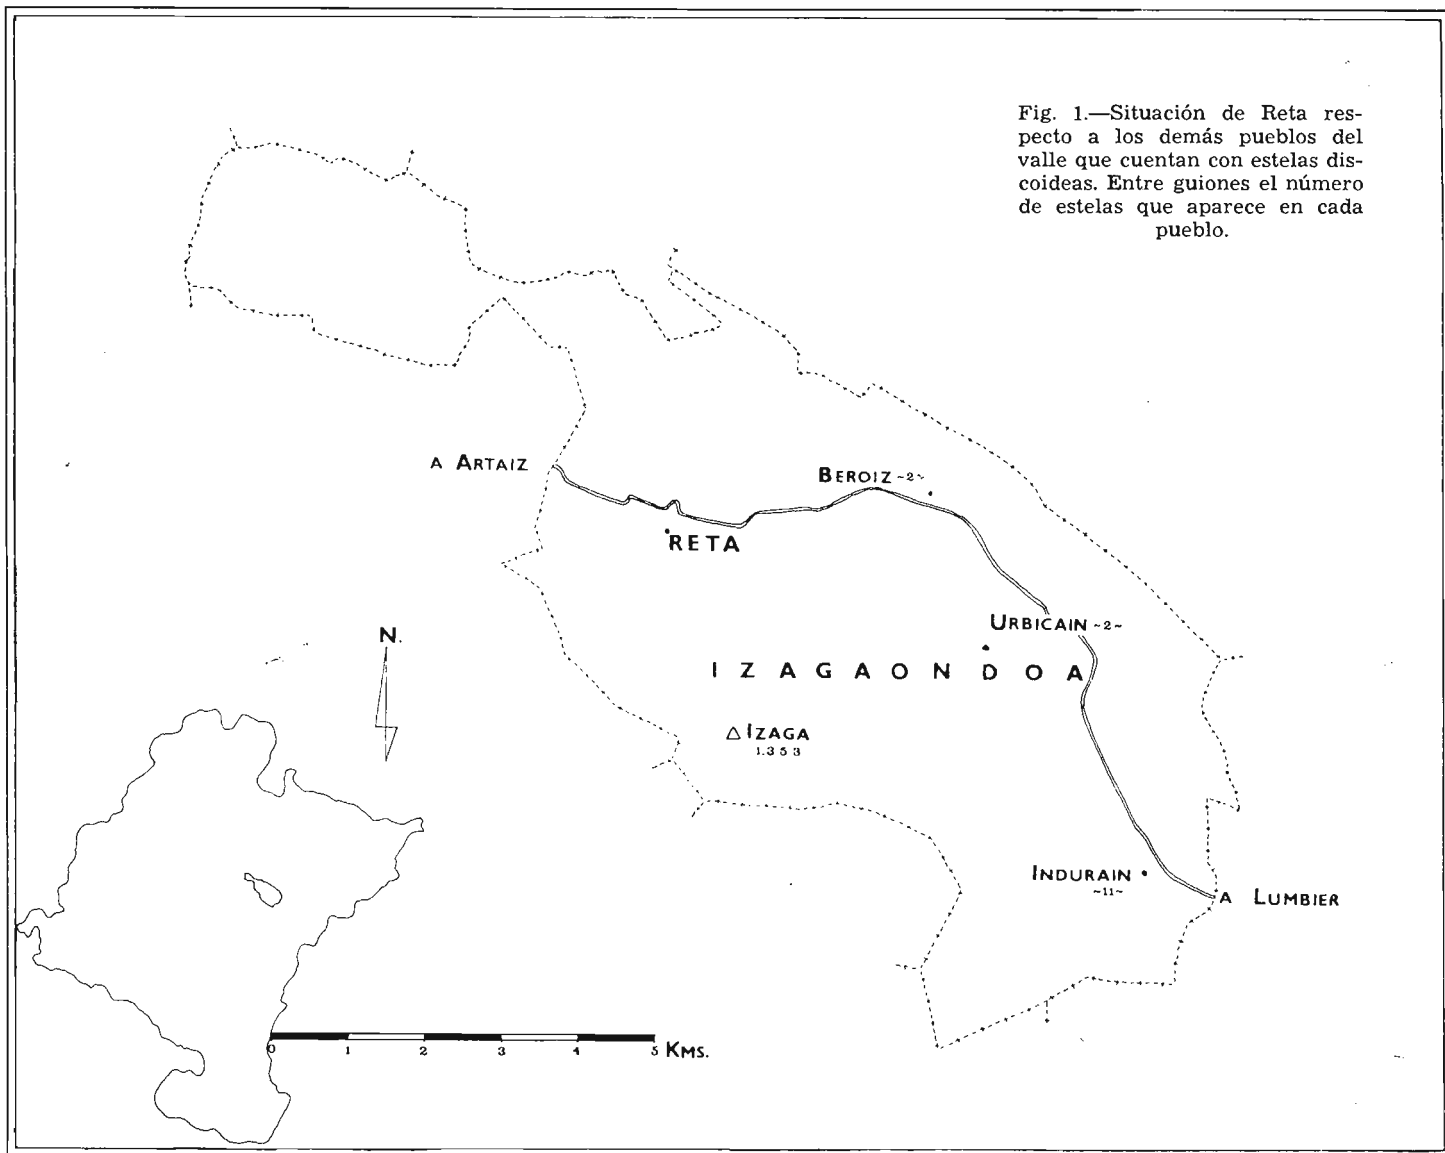 Fig. 1.—Situación de Reta res-
pecto a los demás pueblos del
valle que cuentan con estelas dis-
coideas. Entre guiones el número
de estelas que aparece en cada
pueblo.
A ARTAIZ
BEROIZ ~2~
RETA
URBICAIN ~2~
IZAGAONDOA
N.
IZAGA
1.353
INDURAIN
~11~
A LUMBIER
0 1 2 3 4 5 KMS.